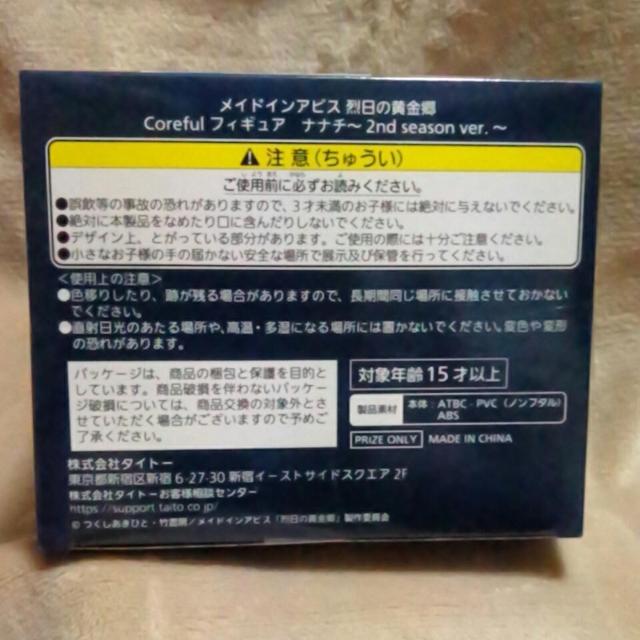 メイドインアビス 烈日の黄金郷
Coreful フィギュア　ナナチ～ 2nd season ver. ～
⚠ 注意(ちゅうい)
ご使用前に必ずお読みください。
●誤飲等の事故の恐れがありますので、3才未満のお子様には絶対に与えないでください。
●絶対に本製品をなめたり口に含んだりしないでください。
●デザイン上、とがっている部分があります。ご使用の際には十分ご注意ください。
●小さなお子様の手の届かない安全な場所で展示及び保管を行ってください。
＜使用上の注意＞
●色移りしたり、跡が残る場合がありますので、長期間同じ場所に接触させておかない
でください。
●直射日光のあたる場所や、高温・多湿になる場所には置かないでください。変色や変形
の恐れがあります。
パッケージは、商品の梱包と保護を目的と
しています。商品破損を伴わないパッケー
ジ破損については、商品交換の対象外とさ
せていただく場合がございますので予めご
了承ください。
対象年齢15才以上
製品素材
本体：ATBC-PVC（ノンフタル）
ABS
PRIZE ONLY MADE IN CHINA
株式会社タイトー
東京都新宿区新宿 6-27-30 新宿イーストサイドスクエア 2F
株式会社タイトーお客様相談センター
https://support.taito.co.jp/
© つくしあきひと・竹書房／メイドインアビス「烈日の黄金郷」製作委員会